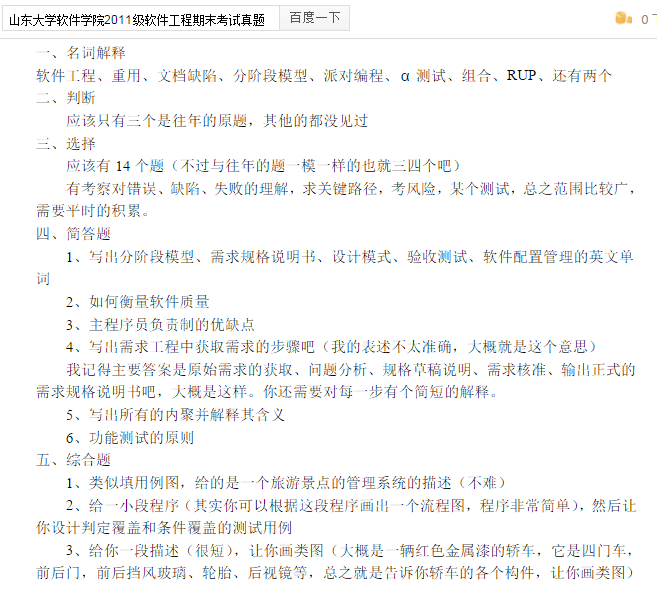 山东大学软件学院2011级软件工程期末考试真题 百度一下 0
一、名词解释
软件工程、重用、文档缺陷、分阶段模型、派对编程、α 测试、组合、RUP、还有两个
二、判断
应该只有三个是往年的原题，其他的都没见过
三、选择
应该有 14 个题（不过与往年的题一模一样的也就三四个吧）
有考察对错误、缺陷、失败的理解，求关键路径，考风险，某个测试，总之范围比较广，
需要平时的积累。
四、简答题
1、写出分阶段模型、需求规格说明书、设计模式、验收测试、软件配置管理的英文单
词
2、如何衡量软件质量
3、主程序员负责制的优缺点
4、写出需求工程中获取需求的步骤吧（我的表述不太准确，大概就是这个意思）
我记得主要答案是原始需求的获取、问题分析、规格草稿说明、需求核准、输出正式的
需求规格说明书吧，大概是这样。你还需要对每一步有个简短的解释。
5、写出所有的内聚并解释其含义
6、功能测试的原则
五、综合题
1、类似填用例图，给的是一个旅游景点的管理系统的描述（不难）
2、给一小段程序（其实你可以根据这段程序画出一个流程图，程序非常简单），然后让
你设计判定覆盖和条件覆盖的测试用例
3、给你一段描述（很短），让你画类图（大概是一辆红色金属漆的轿车，它是四门车，
前后门，前后挡风玻璃、轮胎、后视镜等，总之就是告诉你轿车的各个构件，让你画类图）